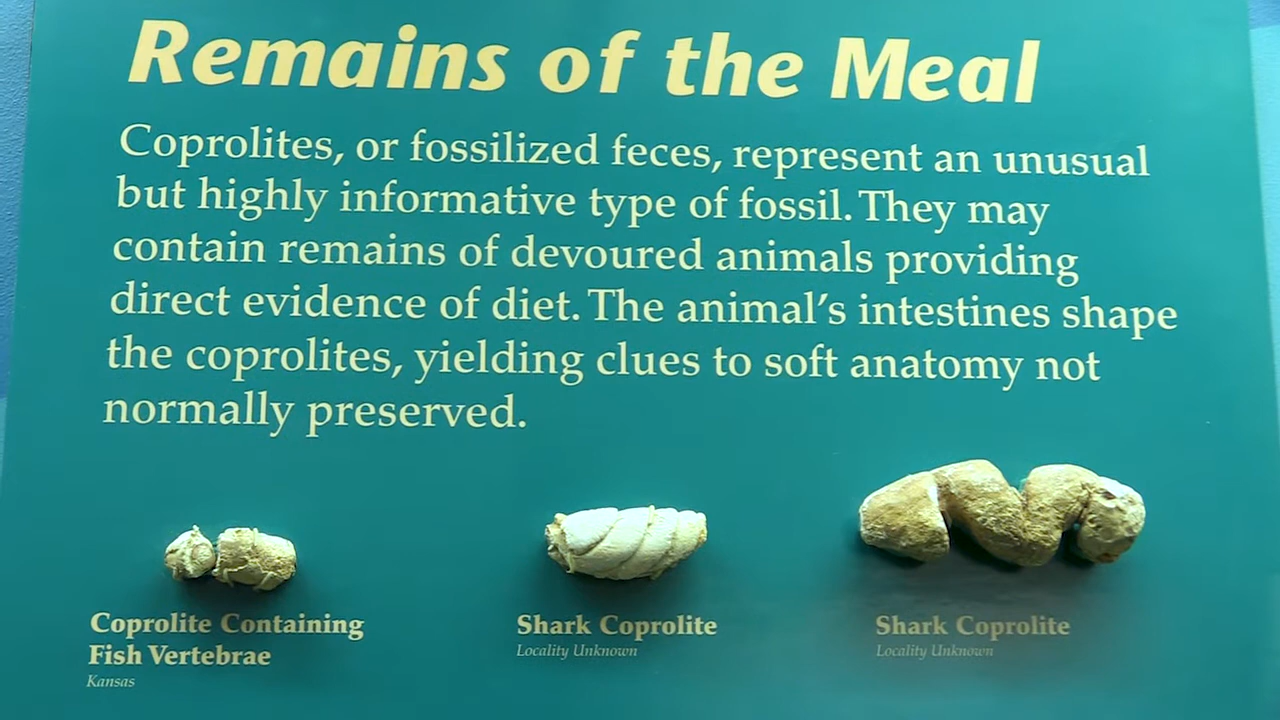 Remains of the Meal
Coprolites, or fossilized feces, represent an unusual
but highly informative type of fossil. They may
contain remains of devoured animals providing
direct evidence of diet. The animal's intestines shape
the coprolites, yielding clues to soft anatomy not
normally preserved.
Coprolite Containing
Fish Vertebrae
Kansas
Shark Coprolite
Locality Unknown
Shark Coprolite
Locality Unknown